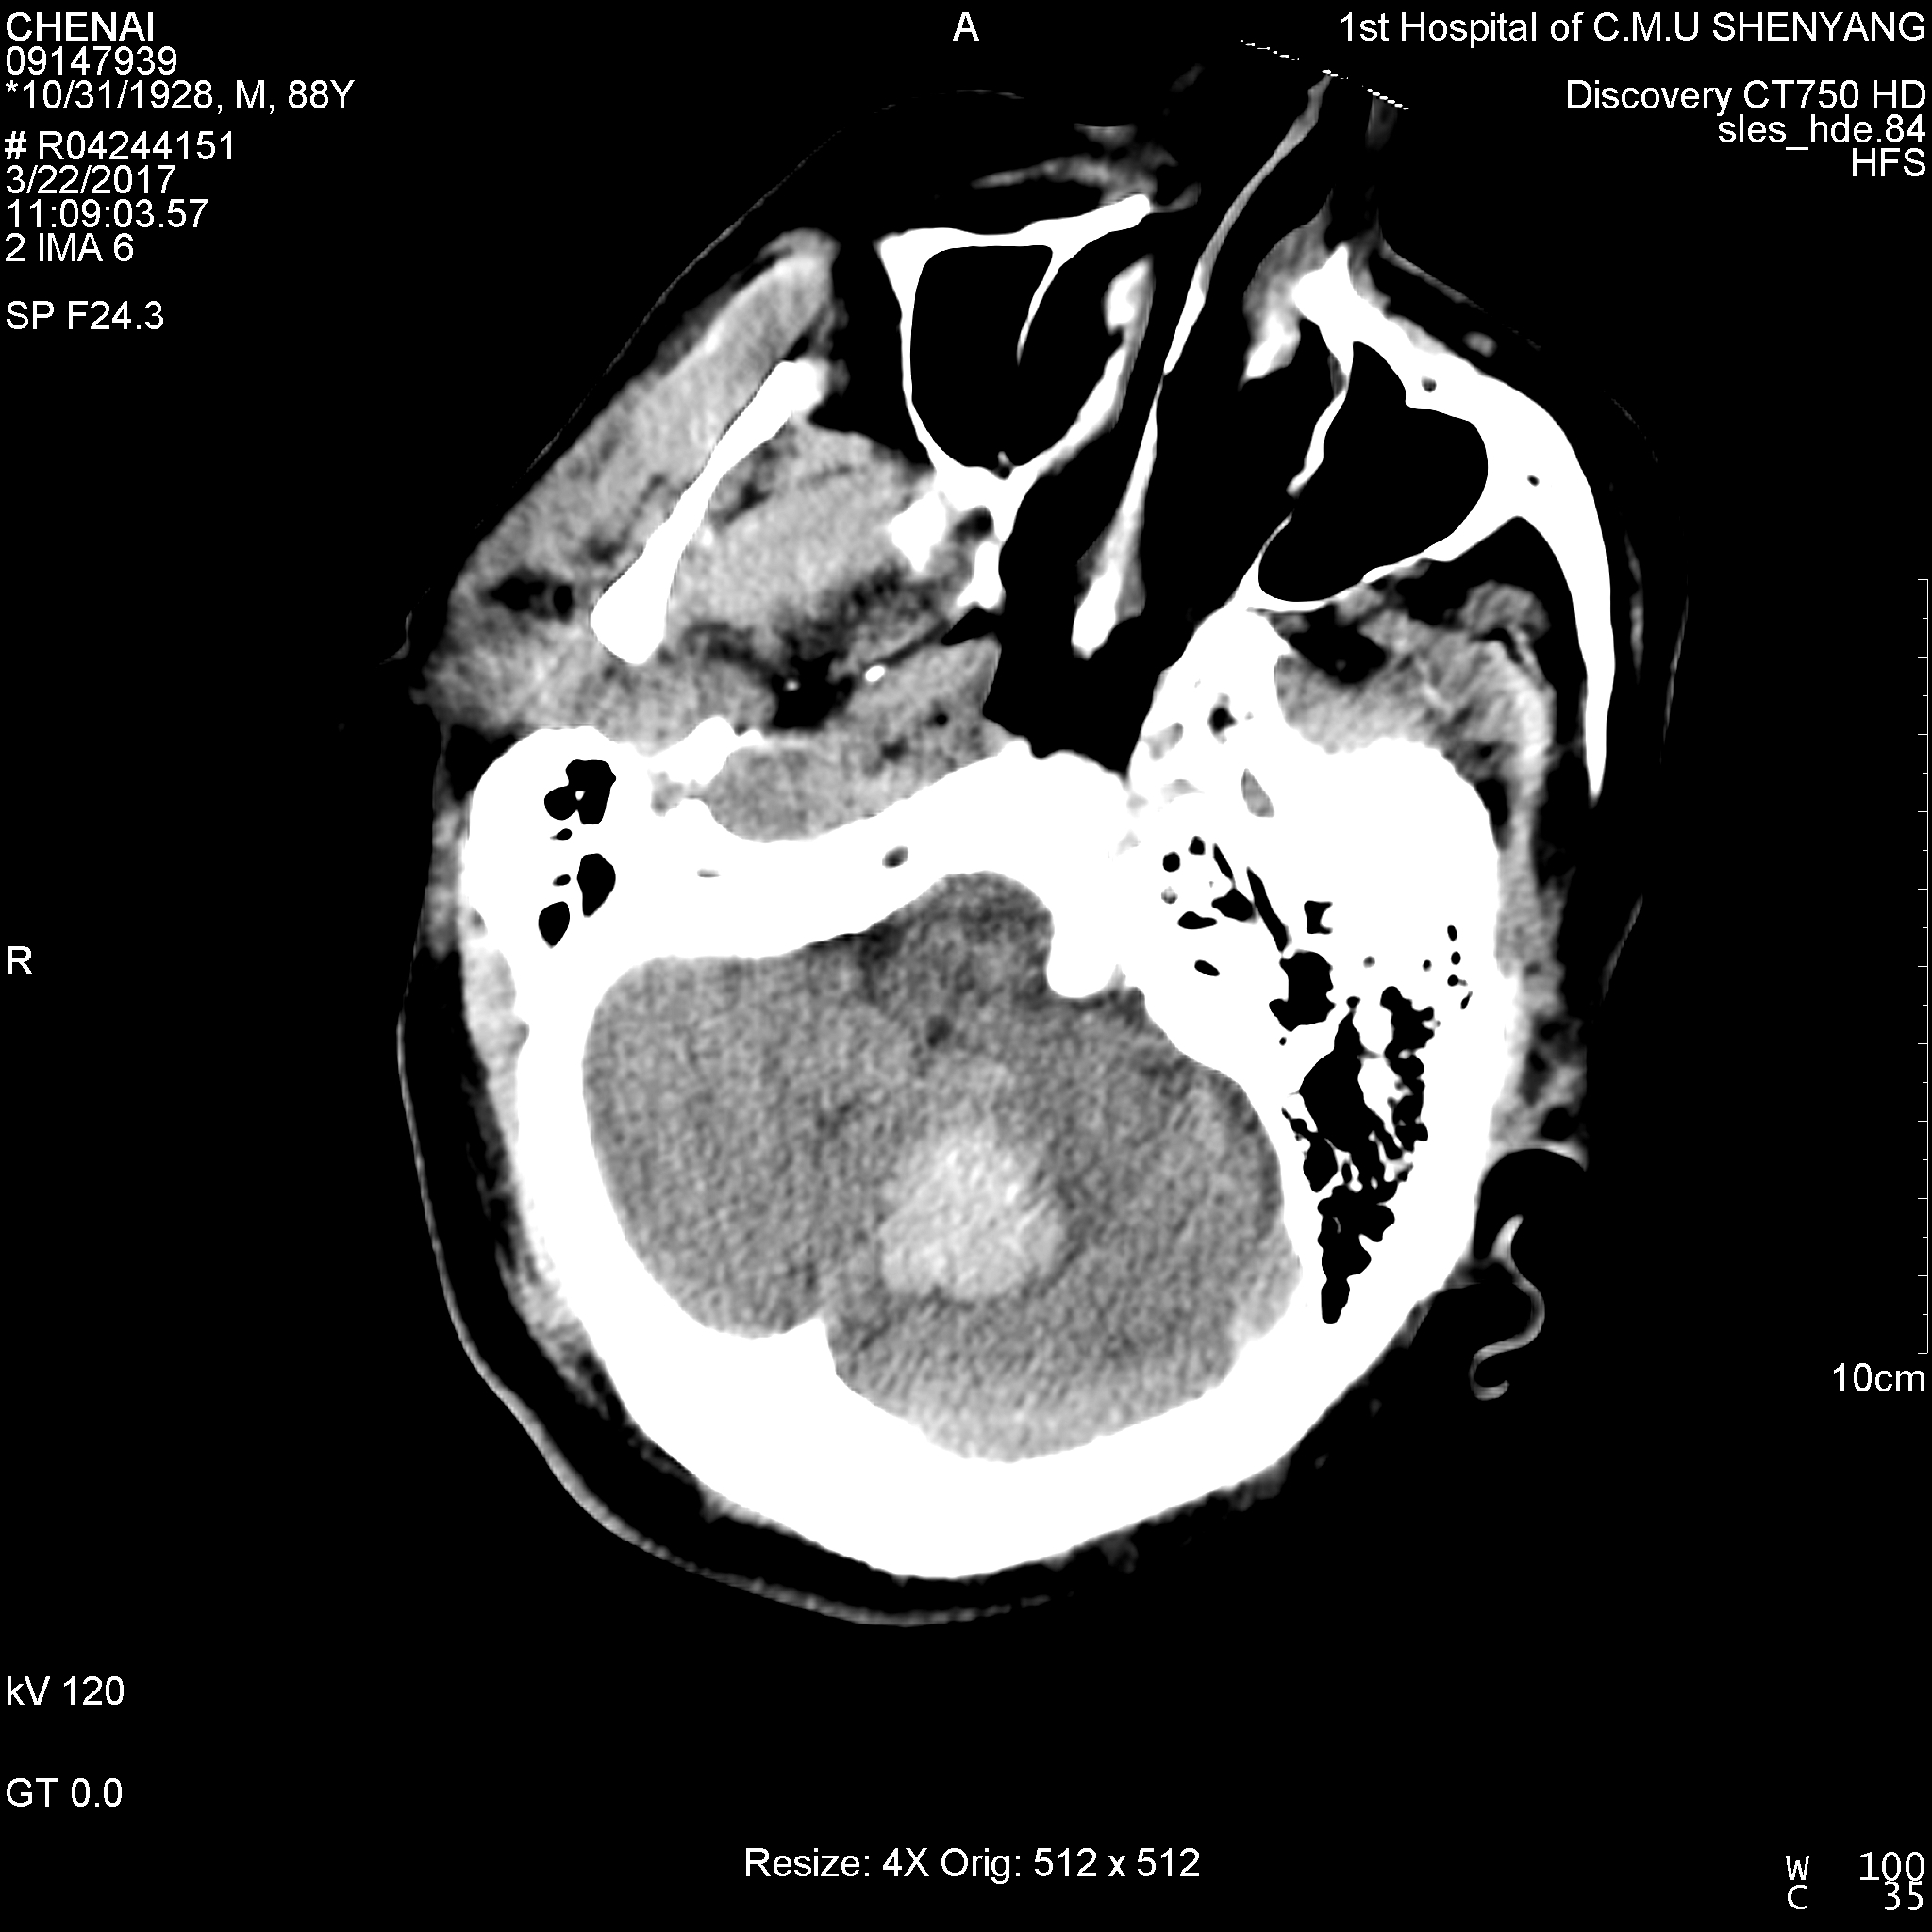 CHENAI
09147939
*10/31/1928, M, 88Y
# R04244151
3/22/2017
11:09:03.57
2 IMA 6
SP F24.3
A
1st Hospital of C.M.U SHENYANG
Discovery CT750 HD
sles_hde.84
HFS
R
10cm
kV 120
GT 0.0
Resize: 4X Orig: 512 x 512
W 100
C 35